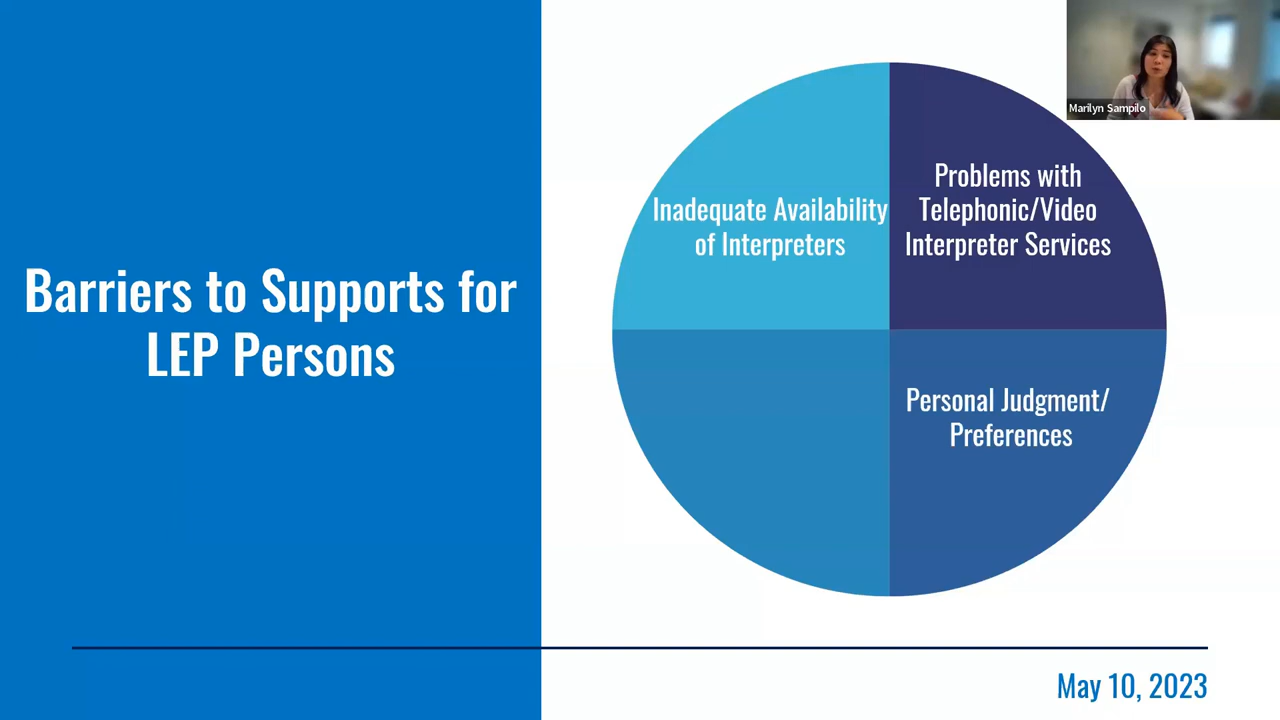 Barriers to Supports for
LEP Persons
Inadequate Availability
of Interpreters
Problems with
Telephonic/Video
Interpreter Services
Personal Judgment/
Preferences
Marilyn Sampilo
May 10, 2023